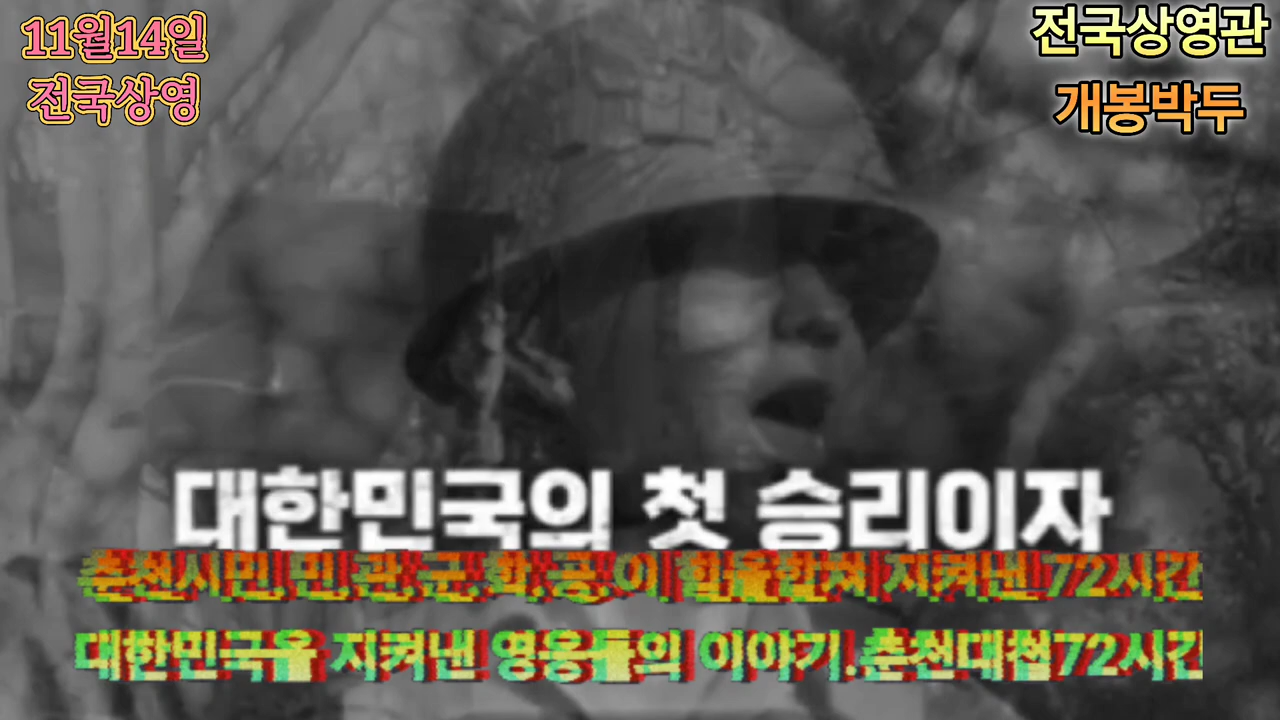 11월14일
전국상영
전국상영관
개봉박두
대한민국의 첫 승리이자
춘천시민,민.관.군.학.공이 힘을합쳐 지켜낸 72시간
대한민국을 지켜낸 영웅들의 이야기.춘천대첩72시간